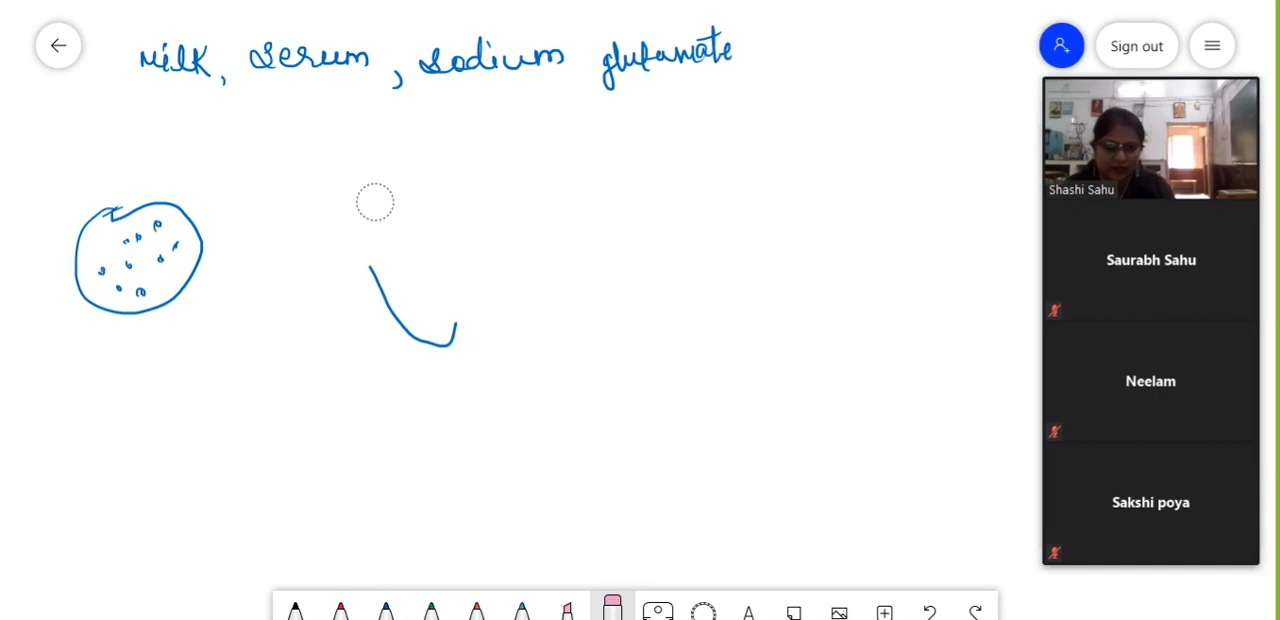 milk, serum, sodium glutamate
Sign out
Shashi Sahu
Saurabh Sahu
Neelam
Sakshi poya
A